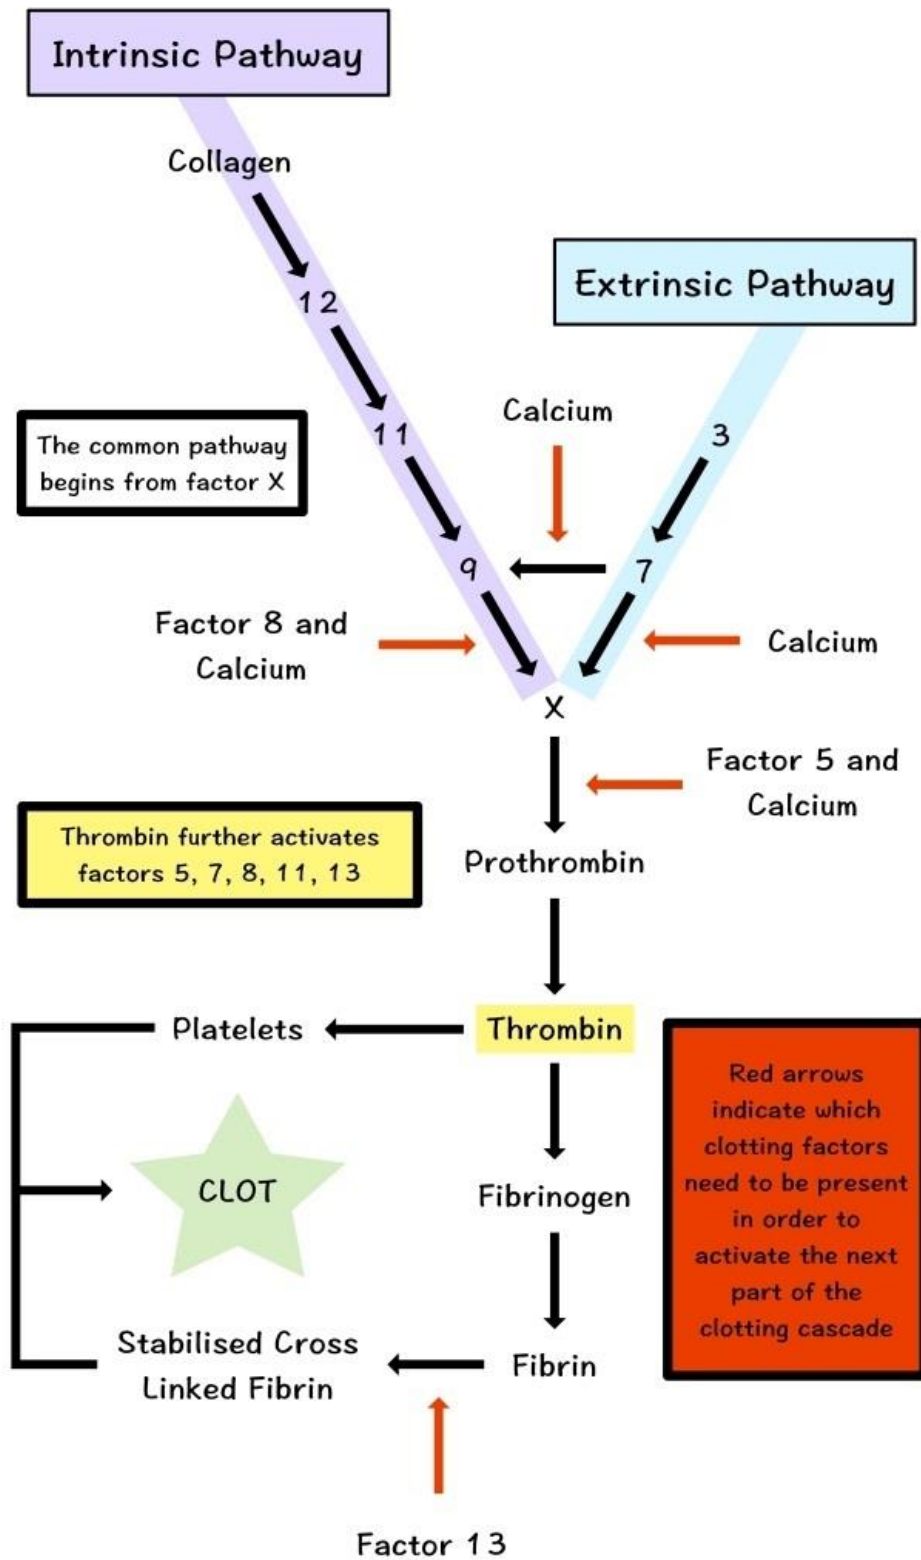 Intrinsic Pathway
Collagen
12
Extrinsic Pathway
Calcium
11
3
The common pathway
begins from factor X
9
7
Factor 8 and
Calcium
Calcium
X
Factor 5 and
Calcium
Thrombin further activates
factors 5, 7, 8, 11, 13
Prothrombin
Platelets
Thrombin
Red arrows
indicate which
clotting factors
need to be present
in order to
activate the next
part of the
clotting cascade
CLOT
Fibrinogen
Stabilised Cross
Linked Fibrin
Fibrin
Factor 13